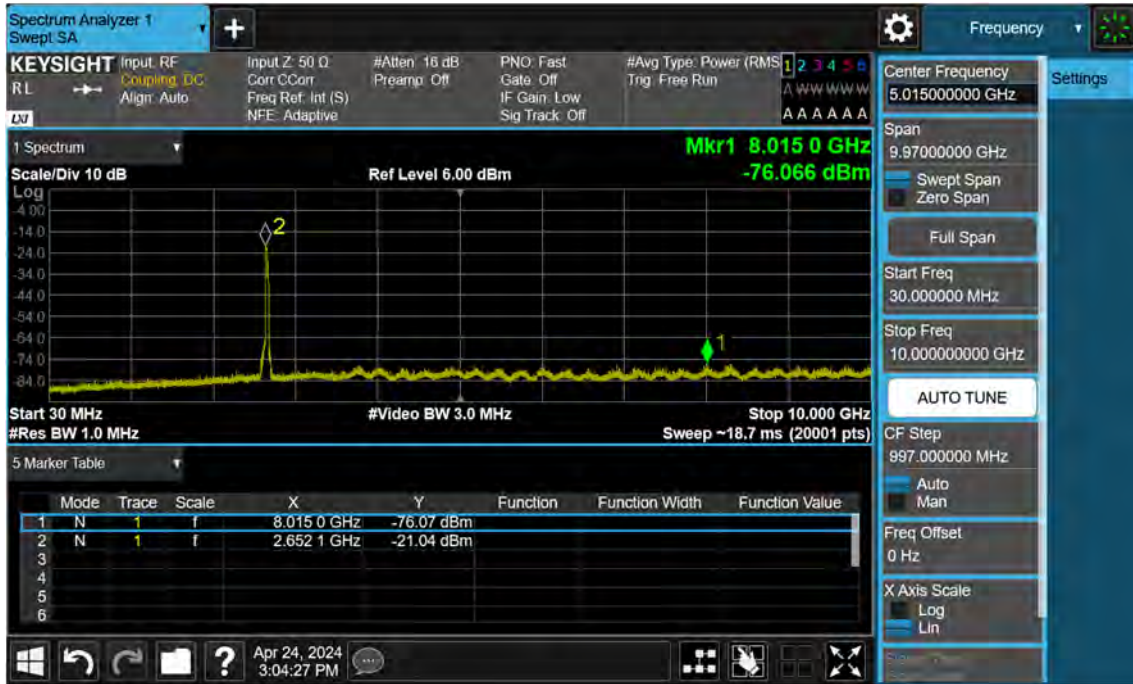 Spectrum Analyzer 1
Swept SA
+
Frequency
KEYSIGHT
RL
LXI
Input: RF
Coupling: DC
Align: Auto
Input Z: 50 Ω
Corr CCorr
Freq Ref: Int (S)
NFE: Adaptive
#Atten: 16 dB
Preamp: Off
PNO: Fast
Gate: Off
IF Gain: Low
Sig Track: Off
#Avg Type: Power (RMS
Trig: Free Run
1 2 3 4 5 6
A W W W W W
A A A A A A
1 Spectrum
Scale/Div 10 dB
Ref Level 6.00 dBm
Mkr1 8.015 0 GHz
-76.066 dBm
Log
-4.00
-14.0
-24.0
-34.0
-44.0
-54.0
-64.0
-74.0
-84.0
2
1
Start 30 MHz
#Video BW 3.0 MHz
Stop 10.000 GHz
#Res BW 1.0 MHz
Sweep ~18.7 ms (20001 pts)
5 Marker Table
Mode Trace Scale X Y Function Function Width Function Value
1 N 1 f 8.015 0 GHz -76.07 dBm
2 N 1 f 2.652 1 GHz -21.04 dBm
3
4
5
6
?
Apr 24, 2024
3:04:27 PM
Center Frequency
5.015000000 GHz
Settings
Span
9.97000000 GHz
Swept Span
Zero Span
Full Span
Start Freq
30.000000 MHz
Stop Freq
10.000000000 GHz
AUTO TUNE
CF Step
997.000000 MHz
Auto
Man
Freq Offset
0 Hz
X Axis Scale
Log
Lin